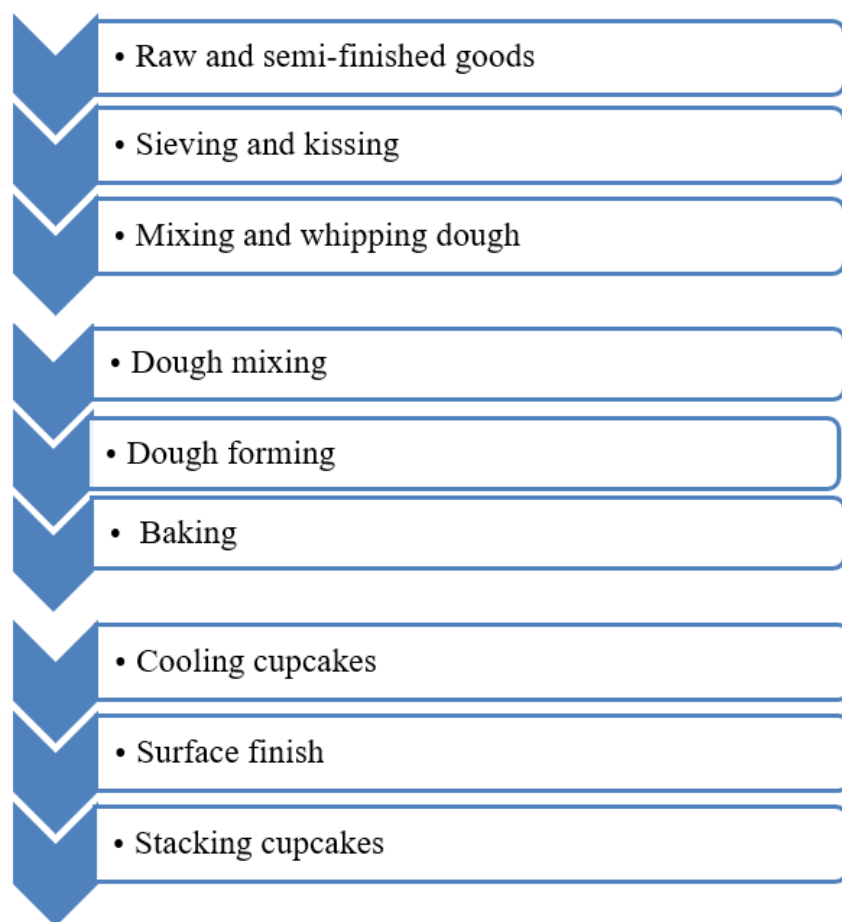 • Raw and semi-finished goods
• Sieving and kissing
• Mixing and whipping dough
• Dough mixing
• Dough forming
• Baking
• Cooling cupcakes
• Surface finish
• Stacking cupcakes